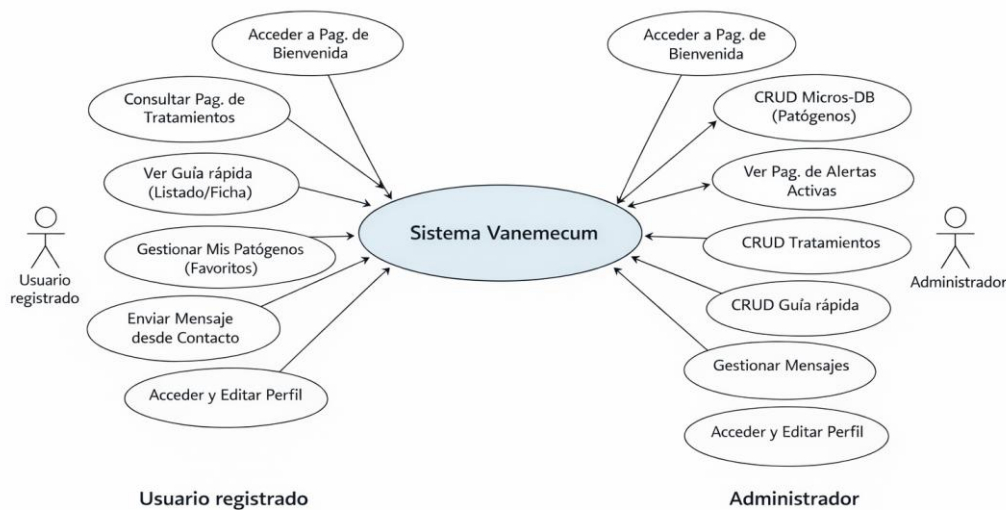 Acceder a Pag. de
Bienvenida
Consultar Pag. de
Tratamientos
Ver Guía rápida
(Listado/Ficha)
Gestionar Mis Patógenos
(Favoritos)
Enviar Mensaje
desde Contacto
Acceder y Editar Perfil
Usuario
registrado
Sistema Vanemecum
Acceder a Pag. de
Bienvenida
CRUD Micros-DB
(Patógenos)
Ver Pag. de Alertas
Activas
CRUD Tratamientos
CRUD Guía rápida
Gestionar Mensajes
Acceder y Editar Perfil
Administrador
Usuario registrado
Administrador